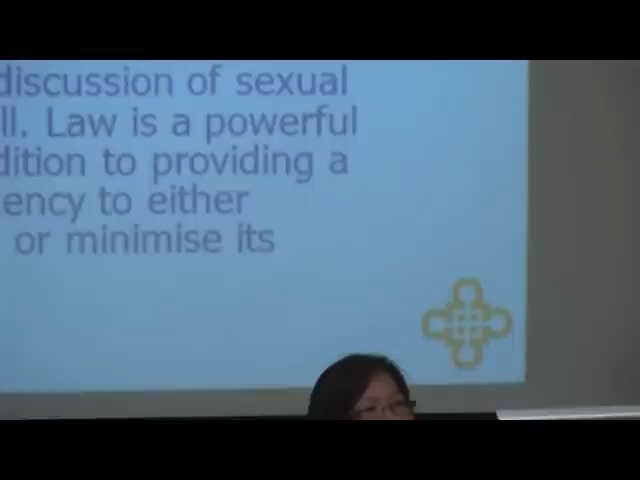 discussion of sexual
ll. Law is a powerful
dition to providing a
ency to either
or minimise its